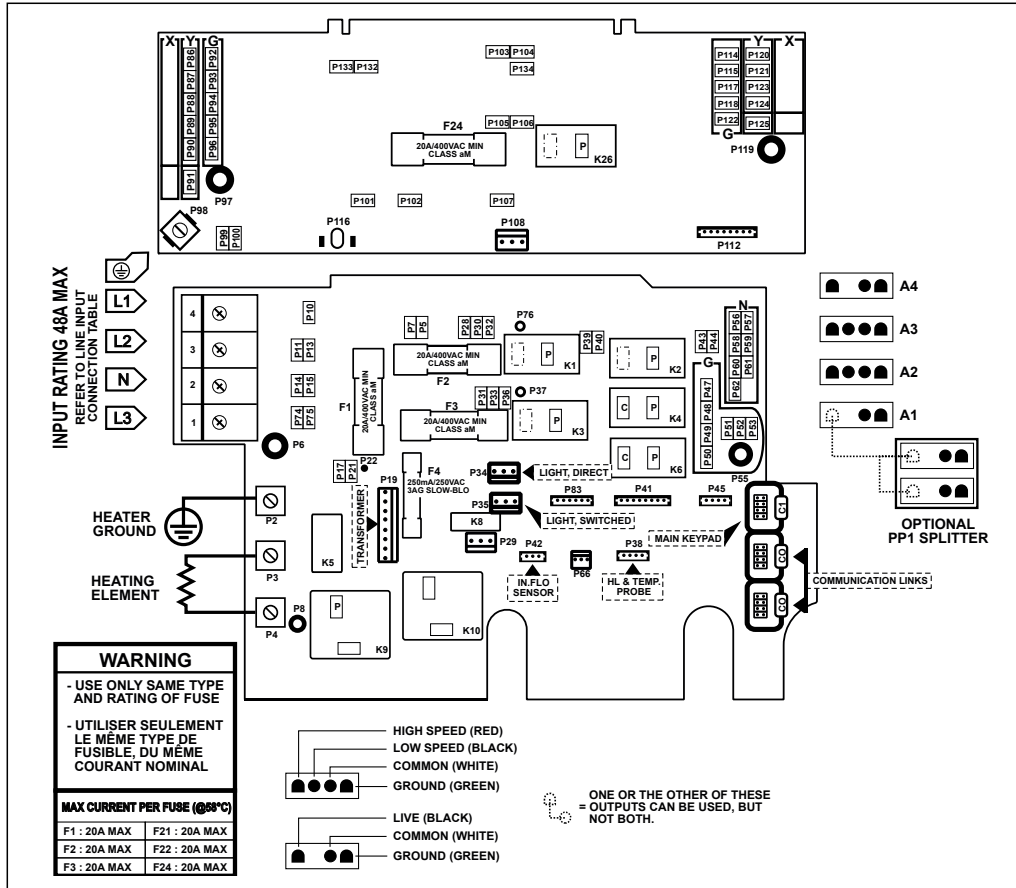 X
Y
G
P86
P87
P88
P89
P90
P91
P92
P93
P94
P95
P96
P97
P98
P99
P100
P133
P132
P103
P104
P134
P105
P106
F24
20A/400VAC MIN
CLASS aM
P
K26
P101
P102
P107
P116
P108
P112
Y
X
P114
P120
P115
P121
P117
P123
P118
P124
P122
P125
G
P119
INPUT RATING 48A MAX
REFER TO LINE INPUT
CONNECTION TABLE
L1
L2
N
L3
4
3
2
1
P10
P11
P13
P14
P15
P74
P75
P6
P7
P5
P28
P30
P32
P76
20A/400VAC MIN
CLASS aM
F2
P
K1
P39
P40
P43
P44
F1
20A/400VAC MIN
CLASS aM
P31
P33
P36
P37
F3
20A/400VAC MIN
CLASS aM
P
K3
P
K2
C
P
K4
C
P
K6
N
P56
P57
P58
P59
P60
P61
P62
G
P47
P48
P49
P50
P51
P52
P53
P55
P17
P21
P22
P19
TRANSFORMER
F4
250mA/250VAC
3AG SLOW-BLO
P34
LIGHT, DIRECT
P35
LIGHT, SWITCHED
K8
P29
P83
P41
P45
MAIN KEYPAD
P42
IN.FLO
SENSOR
P66
P38
HL & TEMP.
PROBE
C1
CO
CO
COMMUNICATION LINKS
A4
A3
A2
A1
OPTIONAL
PP1 SPLITTER
HEATER
GROUND
P2
HEATING
ELEMENT
P3
P4
P8
K5
P
K9
K10
WARNING
- USE ONLY SAME TYPE
AND RATING OF FUSE
- UTILISER SEULEMENT
LE MÊME TYPE DE
FUSIBLE, DU MÊME
COURANT NOMINAL
MAX CURRENT PER FUSE (@58°C)
F1 : 20A MAX
F21 : 20A MAX
F2 : 20A MAX
F22 : 20A MAX
F3 : 20A MAX
F24 : 20A MAX
HIGH SPEED (RED)
LOW SPEED (BLACK)
COMMON (WHITE)
GROUND (GREEN)
LIVE (BLACK)
COMMON (WHITE)
GROUND (GREEN)
ONE OR THE OTHER OF THESE
= OUTPUTS CAN BE USED, BUT
NOT BOTH.